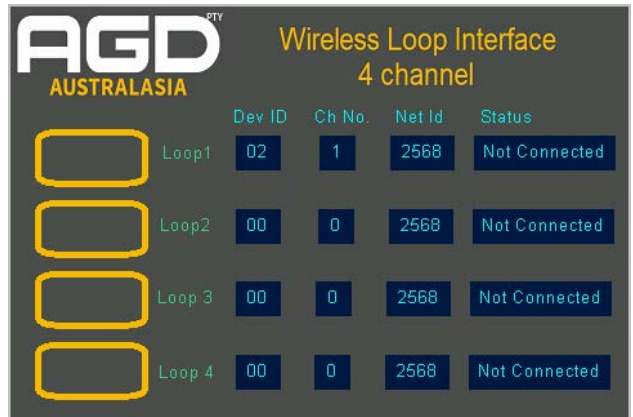 AGD PTY
AUSTRALASIA
Wireless Loop Interface
4 channel
Dev ID Ch No. Net Id Status
Loop1 02 1 2568 Not Connected
Loop2 00 0 2568 Not Connected
Loop 3 00 0 2568 Not Connected
Loop 4 00 0 2568 Not Connected